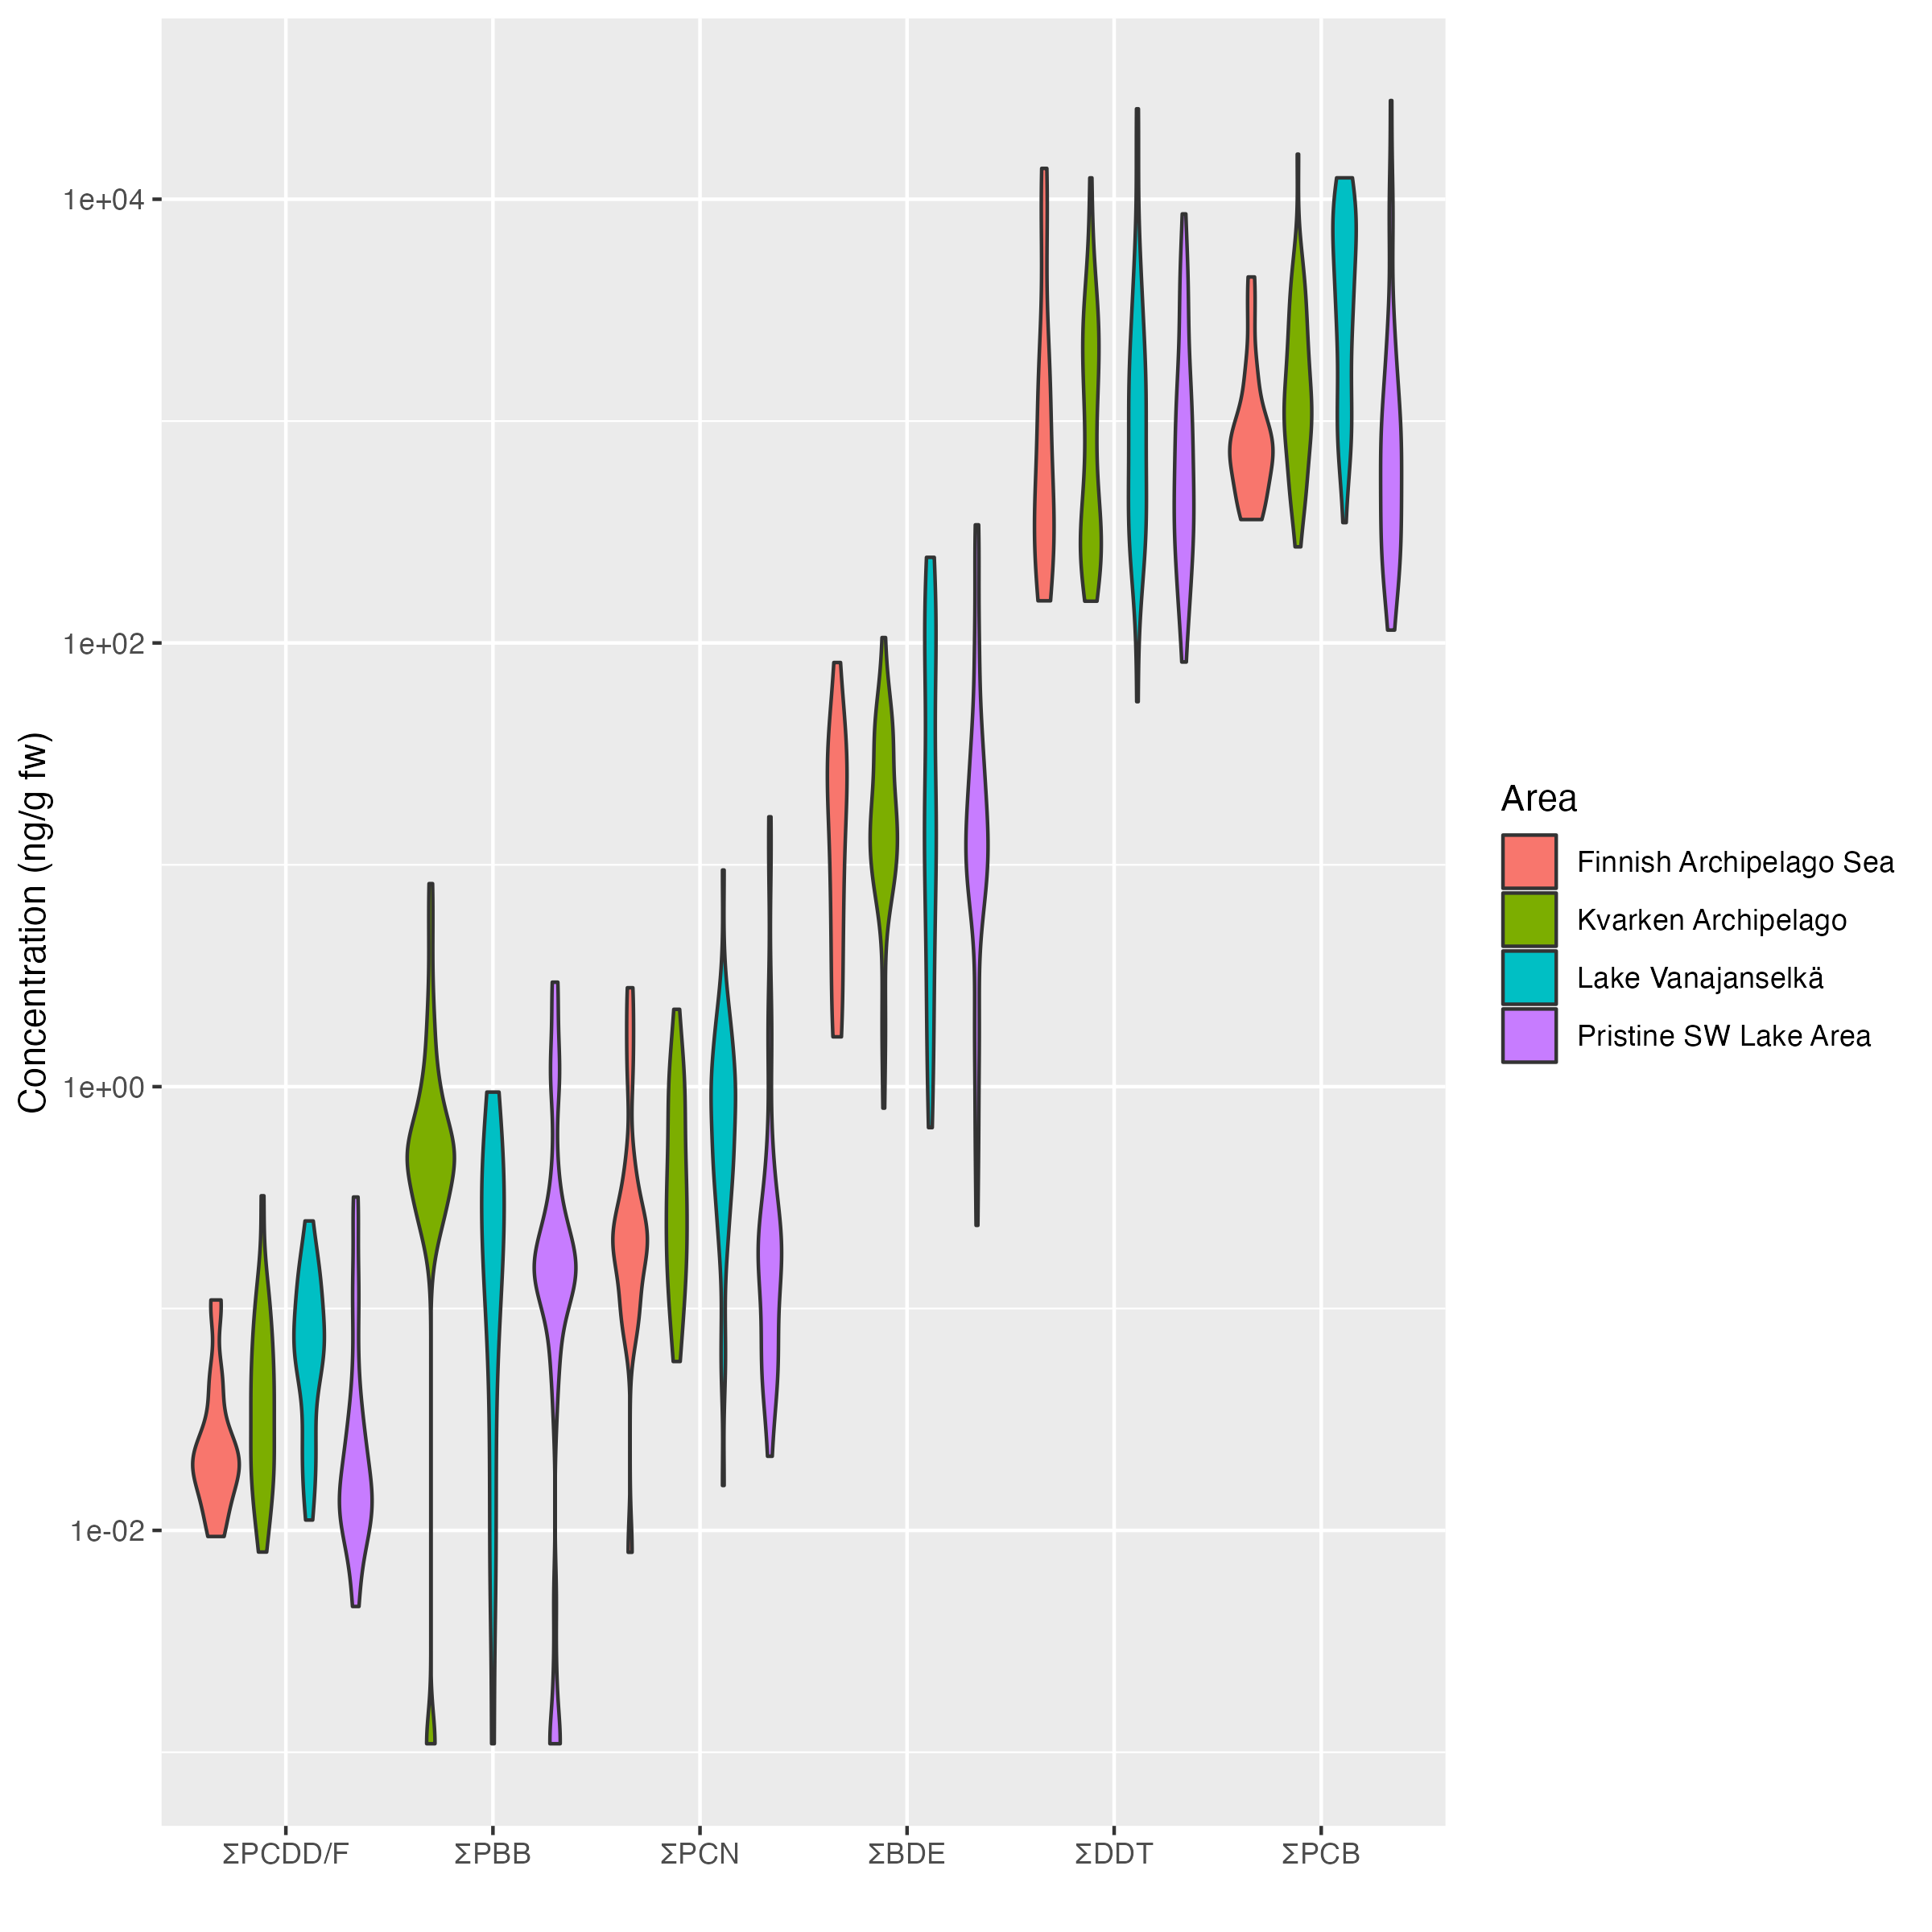 Concentration (ng/g fw)
1e+04
1e+02
1e+00
1e-02
ΣPCDD/F
ΣPBB
ΣPCN
ΣBDE
ΣDDT
ΣPCB
Area
Finnish Archipelago Sea
Kvarken Archipelago
Lake Vanajanselkä
Pristine SW Lake Area